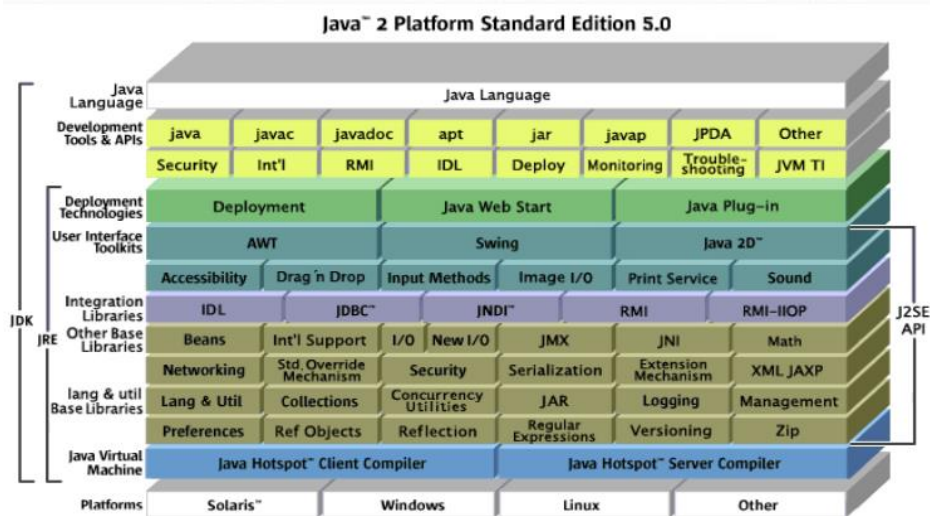 Java™ 2 Platform Standard Edition 5.0
Java Language
Java Language
Development Tools & APIs
java javac javadoc apt jar javap JPDA Other
Security Int'l RMI IDL Deploy Monitoring Trouble-shooting JVM TI
Deployment Technologies
Deployment Java Web Start Java Plug-in
User Interface Toolkits
AWT Swing Java 2D™
Accessibility Drag'n Drop Input Methods Image I/O Print Service Sound
Integration Libraries
IDL JDBC™ JNDI™ RMI RMI-IIOP
Other Base Libraries
Beans Int'l Support I/O New I/O JMX JNI Math
Networking Std. Override Mechanism Security Serialization Extension Mechanism XML JAXP
lang & util Base Libraries
Lang & Util Collections Concurrency Utilities JAR Logging Management
Preferences Ref Objects Reflection Regular Expressions Versioning Zip
Java Virtual Machine
Java Hotspot™ Client Compiler Java Hotspot™ Server Compiler
Platforms
Solaris™ Windows Linux Other
JDK
JRE
J2SE API